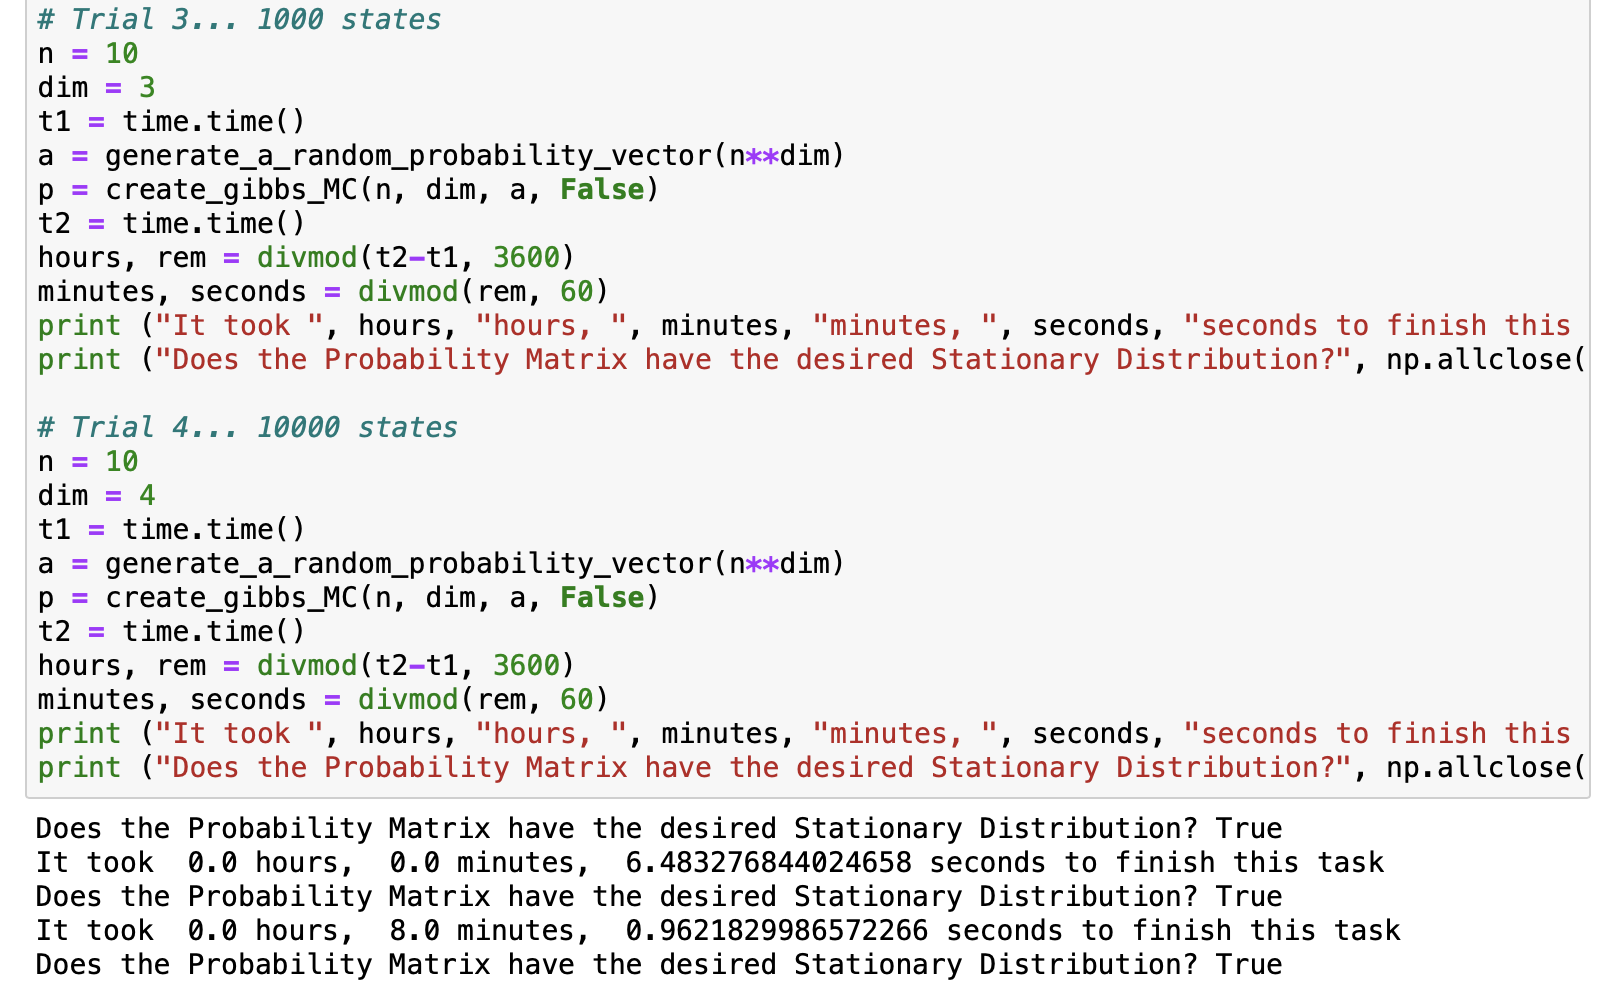 # Trial 3... 1000 states
n = 10
dim = 3
t1 = time.time()
a = generate_a_random_probability_vector(n**dim)
p = create_gibbs_MC(n, dim, a, False)
t2 = time.time()
hours, rem = divmod(t2-t1, 3600)
minutes, seconds = divmod(rem, 60)
print ("It took ", hours, "hours, ", minutes, "minutes, ", seconds, "seconds to finish this
print ("Does the Probability Matrix have the desired Stationary Distribution?", np.allclose(
# Trial 4... 10000 states
n = 10
dim = 4
t1 = time.time()
a = generate_a_random_probability_vector(n**dim)
p = create_gibbs_MC(n, dim, a, False)
t2 = time.time()
hours, rem = divmod(t2-t1, 3600)
minutes, seconds = divmod(rem, 60)
print ("It took ", hours, "hours, ", minutes, "minutes, ", seconds, "seconds to finish this
print ("Does the Probability Matrix have the desired Stationary Distribution?", np.allclose(
Does the Probability Matrix have the desired Stationary Distribution? True
It took  0.0 hours,  0.0 minutes,  6.483276844024658 seconds to finish this task
Does the Probability Matrix have the desired Stationary Distribution? True
It took  0.0 hours,  8.0 minutes,  0.9621829986572266 seconds to finish this task
Does the Probability Matrix have the desired Stationary Distribution? True